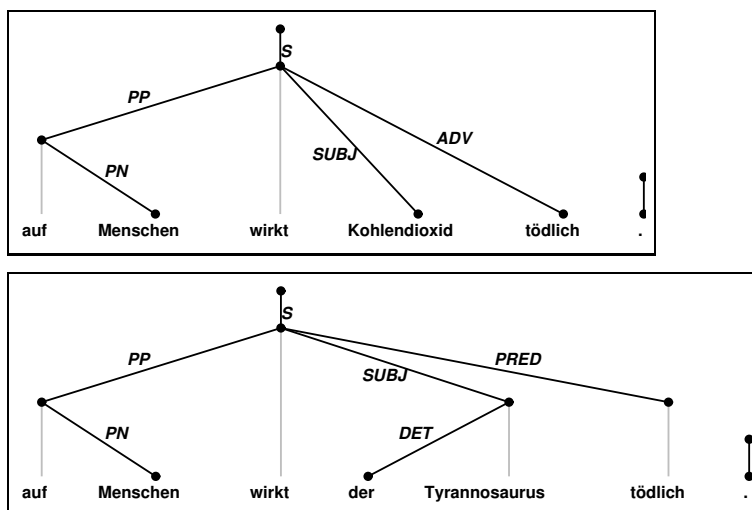 S
PP
ADV
SUBJ
PN
auf Menschen wirkt Kohlendioxid tödlich .
S
PP PRED
SUBJ
PN DET
auf Menschen wirkt der Tyrannosaurus tödlich .